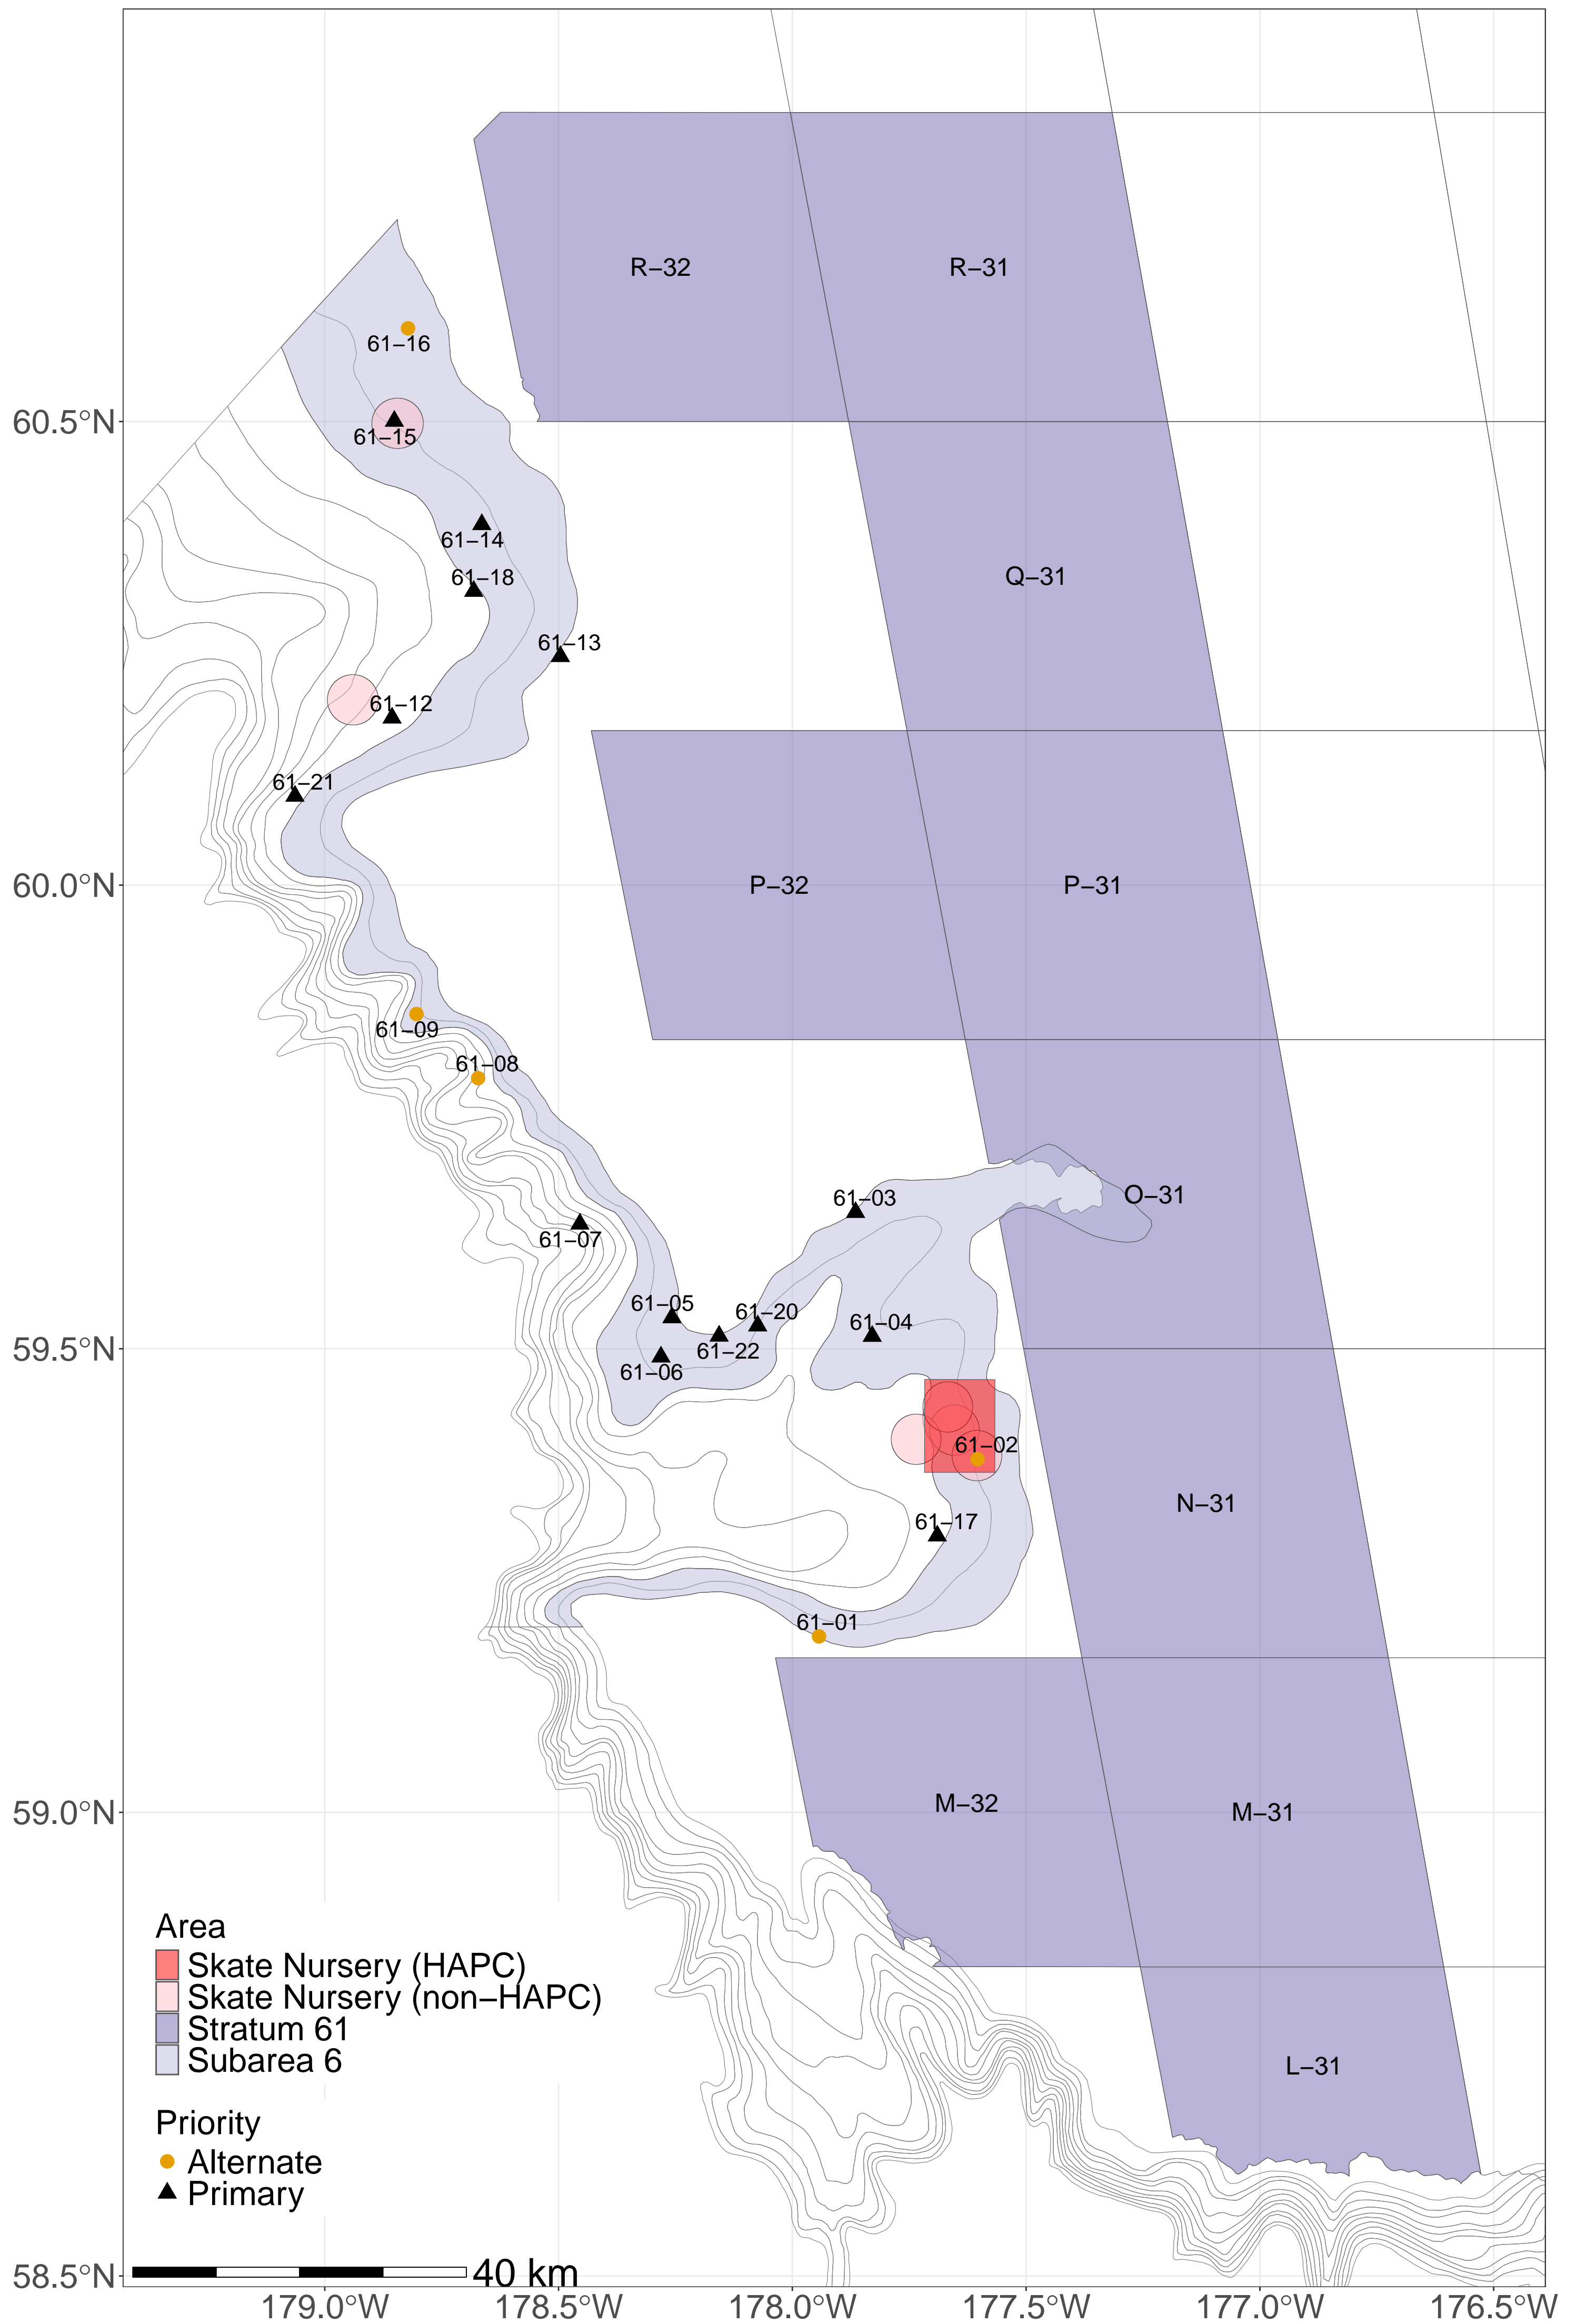 R−32
R−31
61−16
60.5°N
61−15
61−14
61−18
Q−31
61−13
61−12
61−21
60.0°N
P−32
P−31
61−09
61−08
O−31
61−03
61−07
61−05
61−20
61−04
59.5°N
61−22
61−06
61−02
N−31
61−17
61−01
59.0°N
M−32
M−31
Area
Skate Nursery (HAPC)
Skate Nursery (non−HAPC)
Stratum 61
Subarea 6
L−31
Priority
Alternate
Primary
58.5°N
40 km
179.0°W
178.5°W
178.0°W
177.5°W
177.0°W
176.5°W